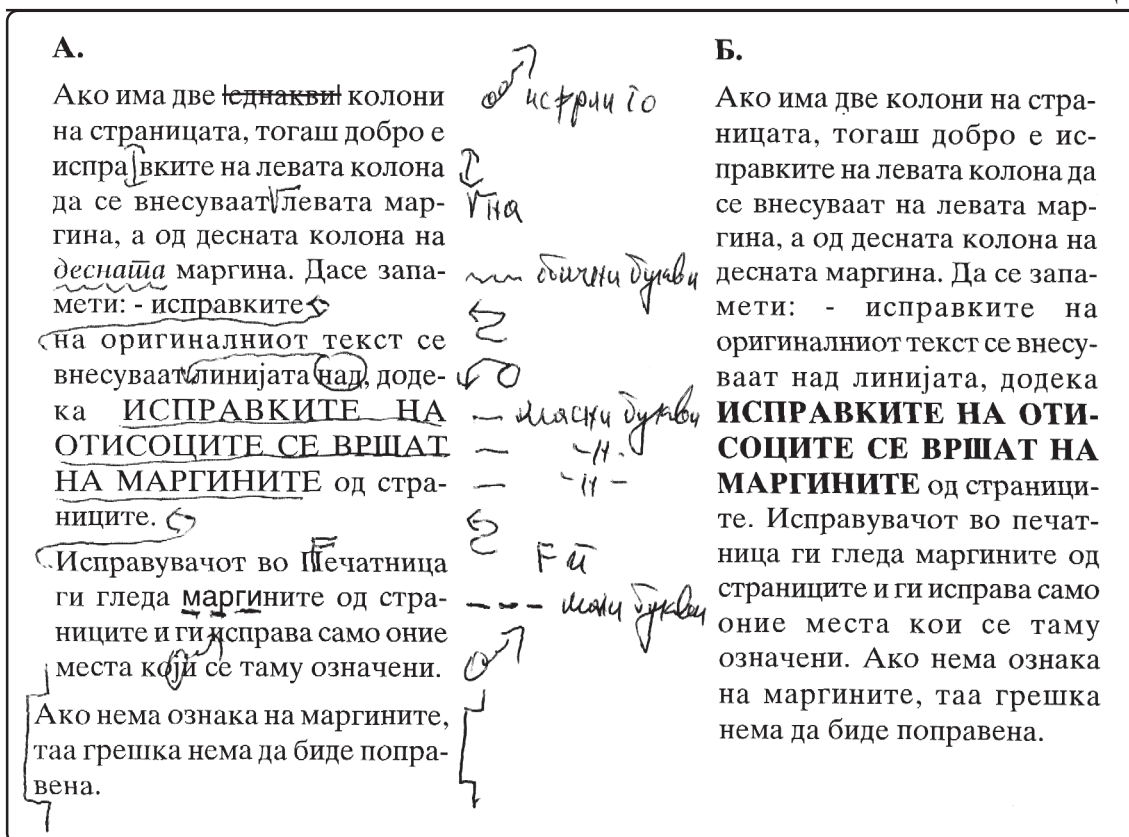 А.
Ако има две еднакви колони
на страницата, тогаш добро е
исправките на левата колона
да се внесуваат левата мар-
гина, а од десната колона на
десната маргина. Дасе запа-
мети: - исправките
на оригиналниот текст се
внесуваат линијата над, доде-
ка ИСПРАВКИТЕ НА
ОТИСОЦИТЕ СЕ ВРШАТ
НА МАРГИНИТЕ од стра-
ниците.
Исправувачот во Печатница
ги гледа маргините од стра-
ниците и ги исправа само оние
места који се таму означени.
Ако нема ознака на маргините,
таа грешка нема да биде попра-
вена.
исфрли го
на
обични букви
масни букви
-//-
-//-
п
мали букви
Б.
Ако има две колони на стра-
ницата, тогаш добро е ис-
правките на левата колона да
се внесуваат на левата мар-
гина, а од десната колона на
десната маргина. Да се запа-
мети: - исправките на
оригиналниот текст се внесу-
ваат над линијата, додека
ИСПРАВКИТЕ НА ОТИ-
СОЦИТЕ СЕ ВРШАТ НА
МАРГИНИТЕ од страници-
те. Исправувачот во печат-
ница ги гледа маргините од
страниците и ги исправа само
оние места кои се таму
означени. Ако нема ознака
на маргините, таа грешка
нема да биде поправена.